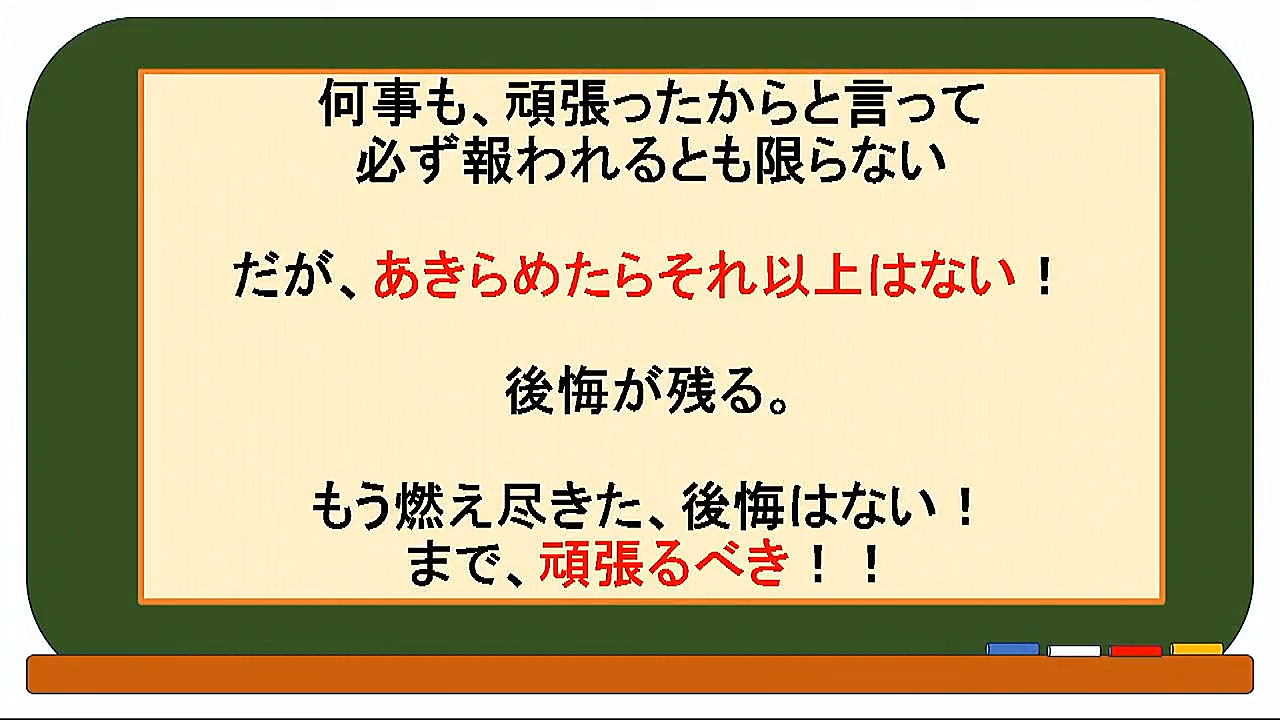 何事も、頑張ったからと言って
必ず報われるとも限らない
だが、あきらめたらそれ以上はない！
後悔が残る。
もう燃え尽きた、後悔はない！
まで、頑張るべき！！